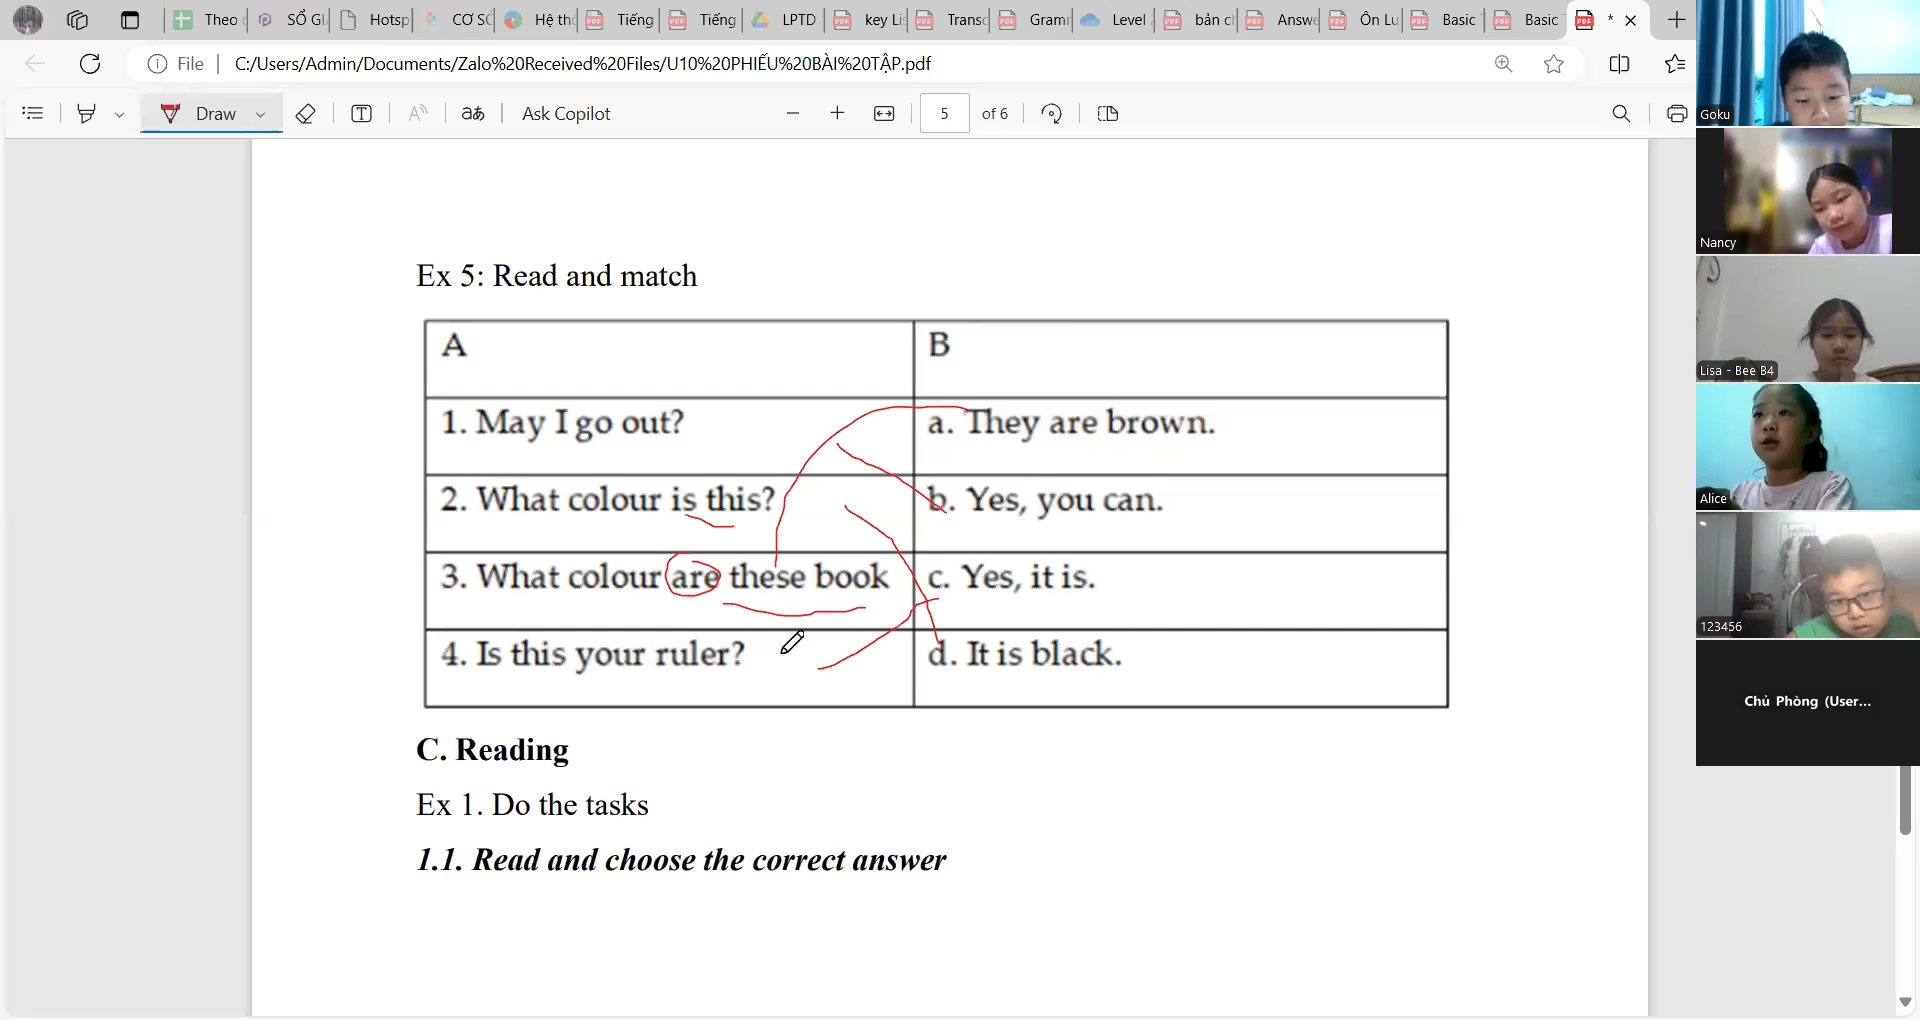 Theo
SỔ GI
Hotsp
CƠ SỞ
Hệ th
Tiếng
Tiếng
LPTD
key Li
Transc
Gramr
Level
bản c
Answe
Ôn Lu
Basic
Basic
*
File
C:/Users/Admin/Documents/Zalo%20Received%20Files/U10%20PHIẾU%20BÀI%20TẬP.pdf
Draw
aあ
Ask Copilot
5
of 6
Ex 5: Read and match
A
B
1. May I go out?
a. They are brown.
2. What colour is this?
b. Yes, you can.
3. What colour are these book
c. Yes, it is.
4. Is this your ruler?
d. It is black.
C. Reading
Ex 1. Do the tasks
1.1. Read and choose the correct answer
Goku
Nancy
Lisa - Bee B4
Alice
123456
Chủ Phòng (User...